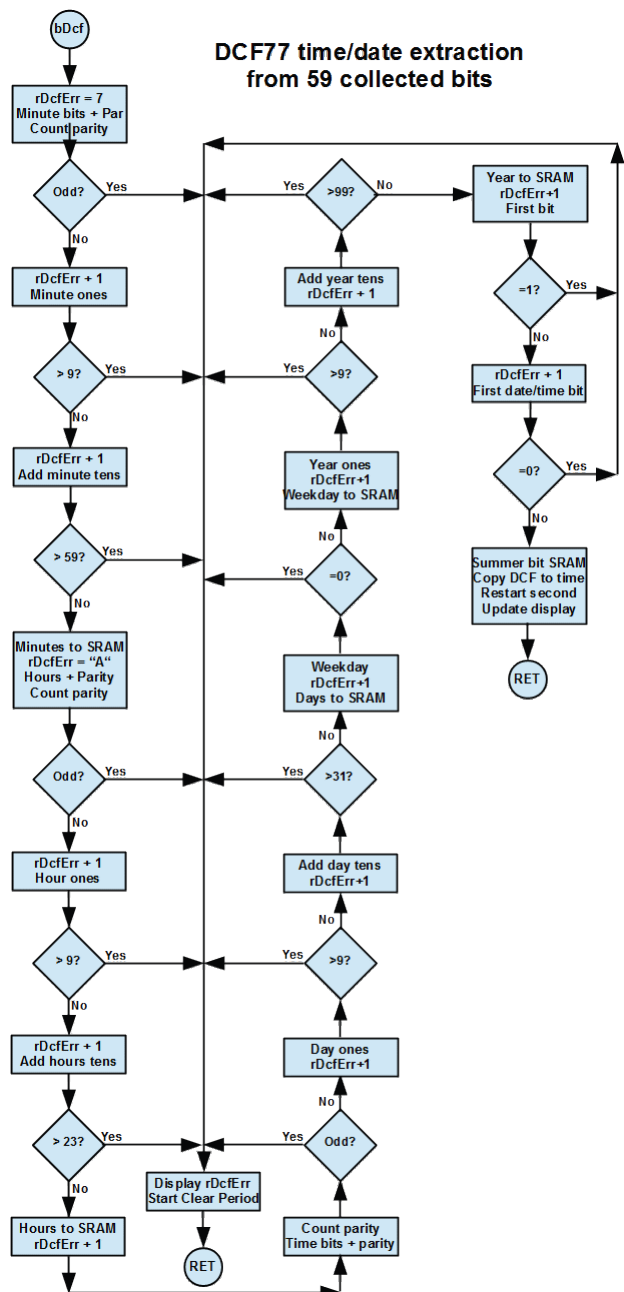 bDcf
DCF77 time/date extraction
from 59 collected bits
rDcfErr = 7
Minute bits + Par
Count parity
Odd?
Yes
No
rDcfErr + 1
Minute ones
> 9?
Yes
No
rDcfErr + 1
Add minute tens
> 59?
Yes
No
Minutes to SRAM
rDcfErr = “A“
Hours + Parity
Count parity
Odd?
Yes
No
rDcfErr + 1
Hour ones
> 9?
Yes
No
rDcfErr + 1
Add hours tens
> 23?
Yes
No
Hours to SRAM
rDcfErr + 1
Display rDcfErr
Start Clear Period
RET
Count parity
Time bits + parity
Odd?
Yes
No
Day ones
rDcfErr+1
>9?
Yes
No
Add day tens
rDcfErr+1
>31?
Yes
No
Weekday
rDcfErr+1
Days to SRAM
=0?
Yes
No
Year ones
rDcfErr+1
Weekday to SRAM
>9?
Yes
No
Add year tens
rDcfErr + 1
>99?
Yes
No
Year to SRAM
rDcfErr+1
First bit
=1?
Yes
No
rDcfErr + 1
First date/time bit
=0?
Yes
No
Summer bit SRAM
Copy DCF to time
Restart second
Update display
RET